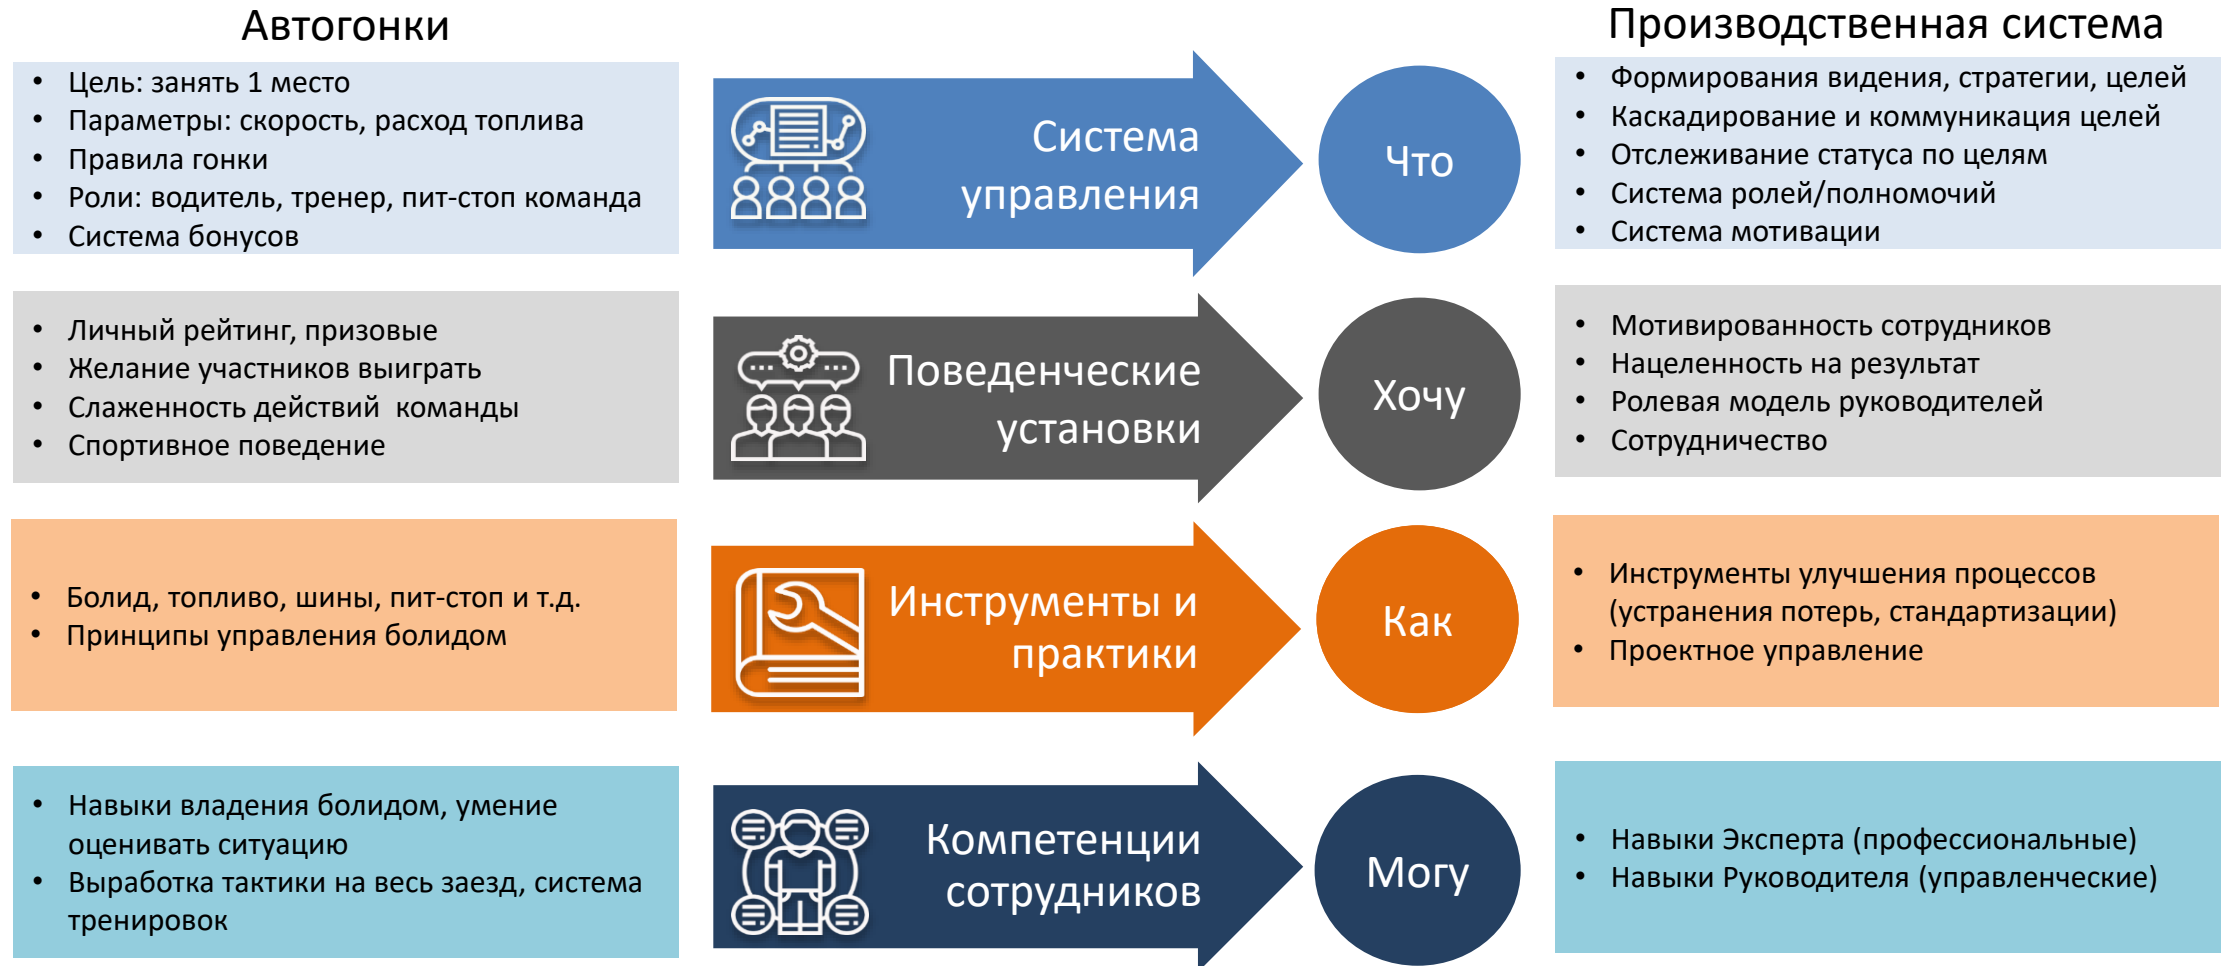 Автогонки
Производственная система
• Цель: занять 1 место
• Параметры: скорость, расход топлива
• Правила гонки
• Роли: водитель, тренер, пит-стоп команда
• Система бонусов
Система
управления
Что
• Формирования видения, стратегии, целей
• Каскадирование и коммуникация целей
• Отслеживание статуса по целям
• Система ролей/полномочий
• Система мотивации
• Личный рейтинг, призовые
• Желание участников выиграть
• Слаженность действий  команды
• Спортивное поведение
Поведенческие
установки
Хочу
• Мотивированность сотрудников
• Нацеленность на результат
• Ролевая модель руководителей
• Сотрудничество
• Болид, топливо, шины, пит-стоп и т.д.
• Принципы управления болидом
Инструменты и
практики
Как
• Инструменты улучшения процессов
(устранения потерь, стандартизации)
• Проектное управление
• Навыки владения болидом, умение
оценивать ситуацию
• Выработка тактики на весь заезд, система
тренировок
Компетенции
сотрудников
Могу
• Навыки Эксперта (профессиональные)
• Навыки Руководителя (управленческие)